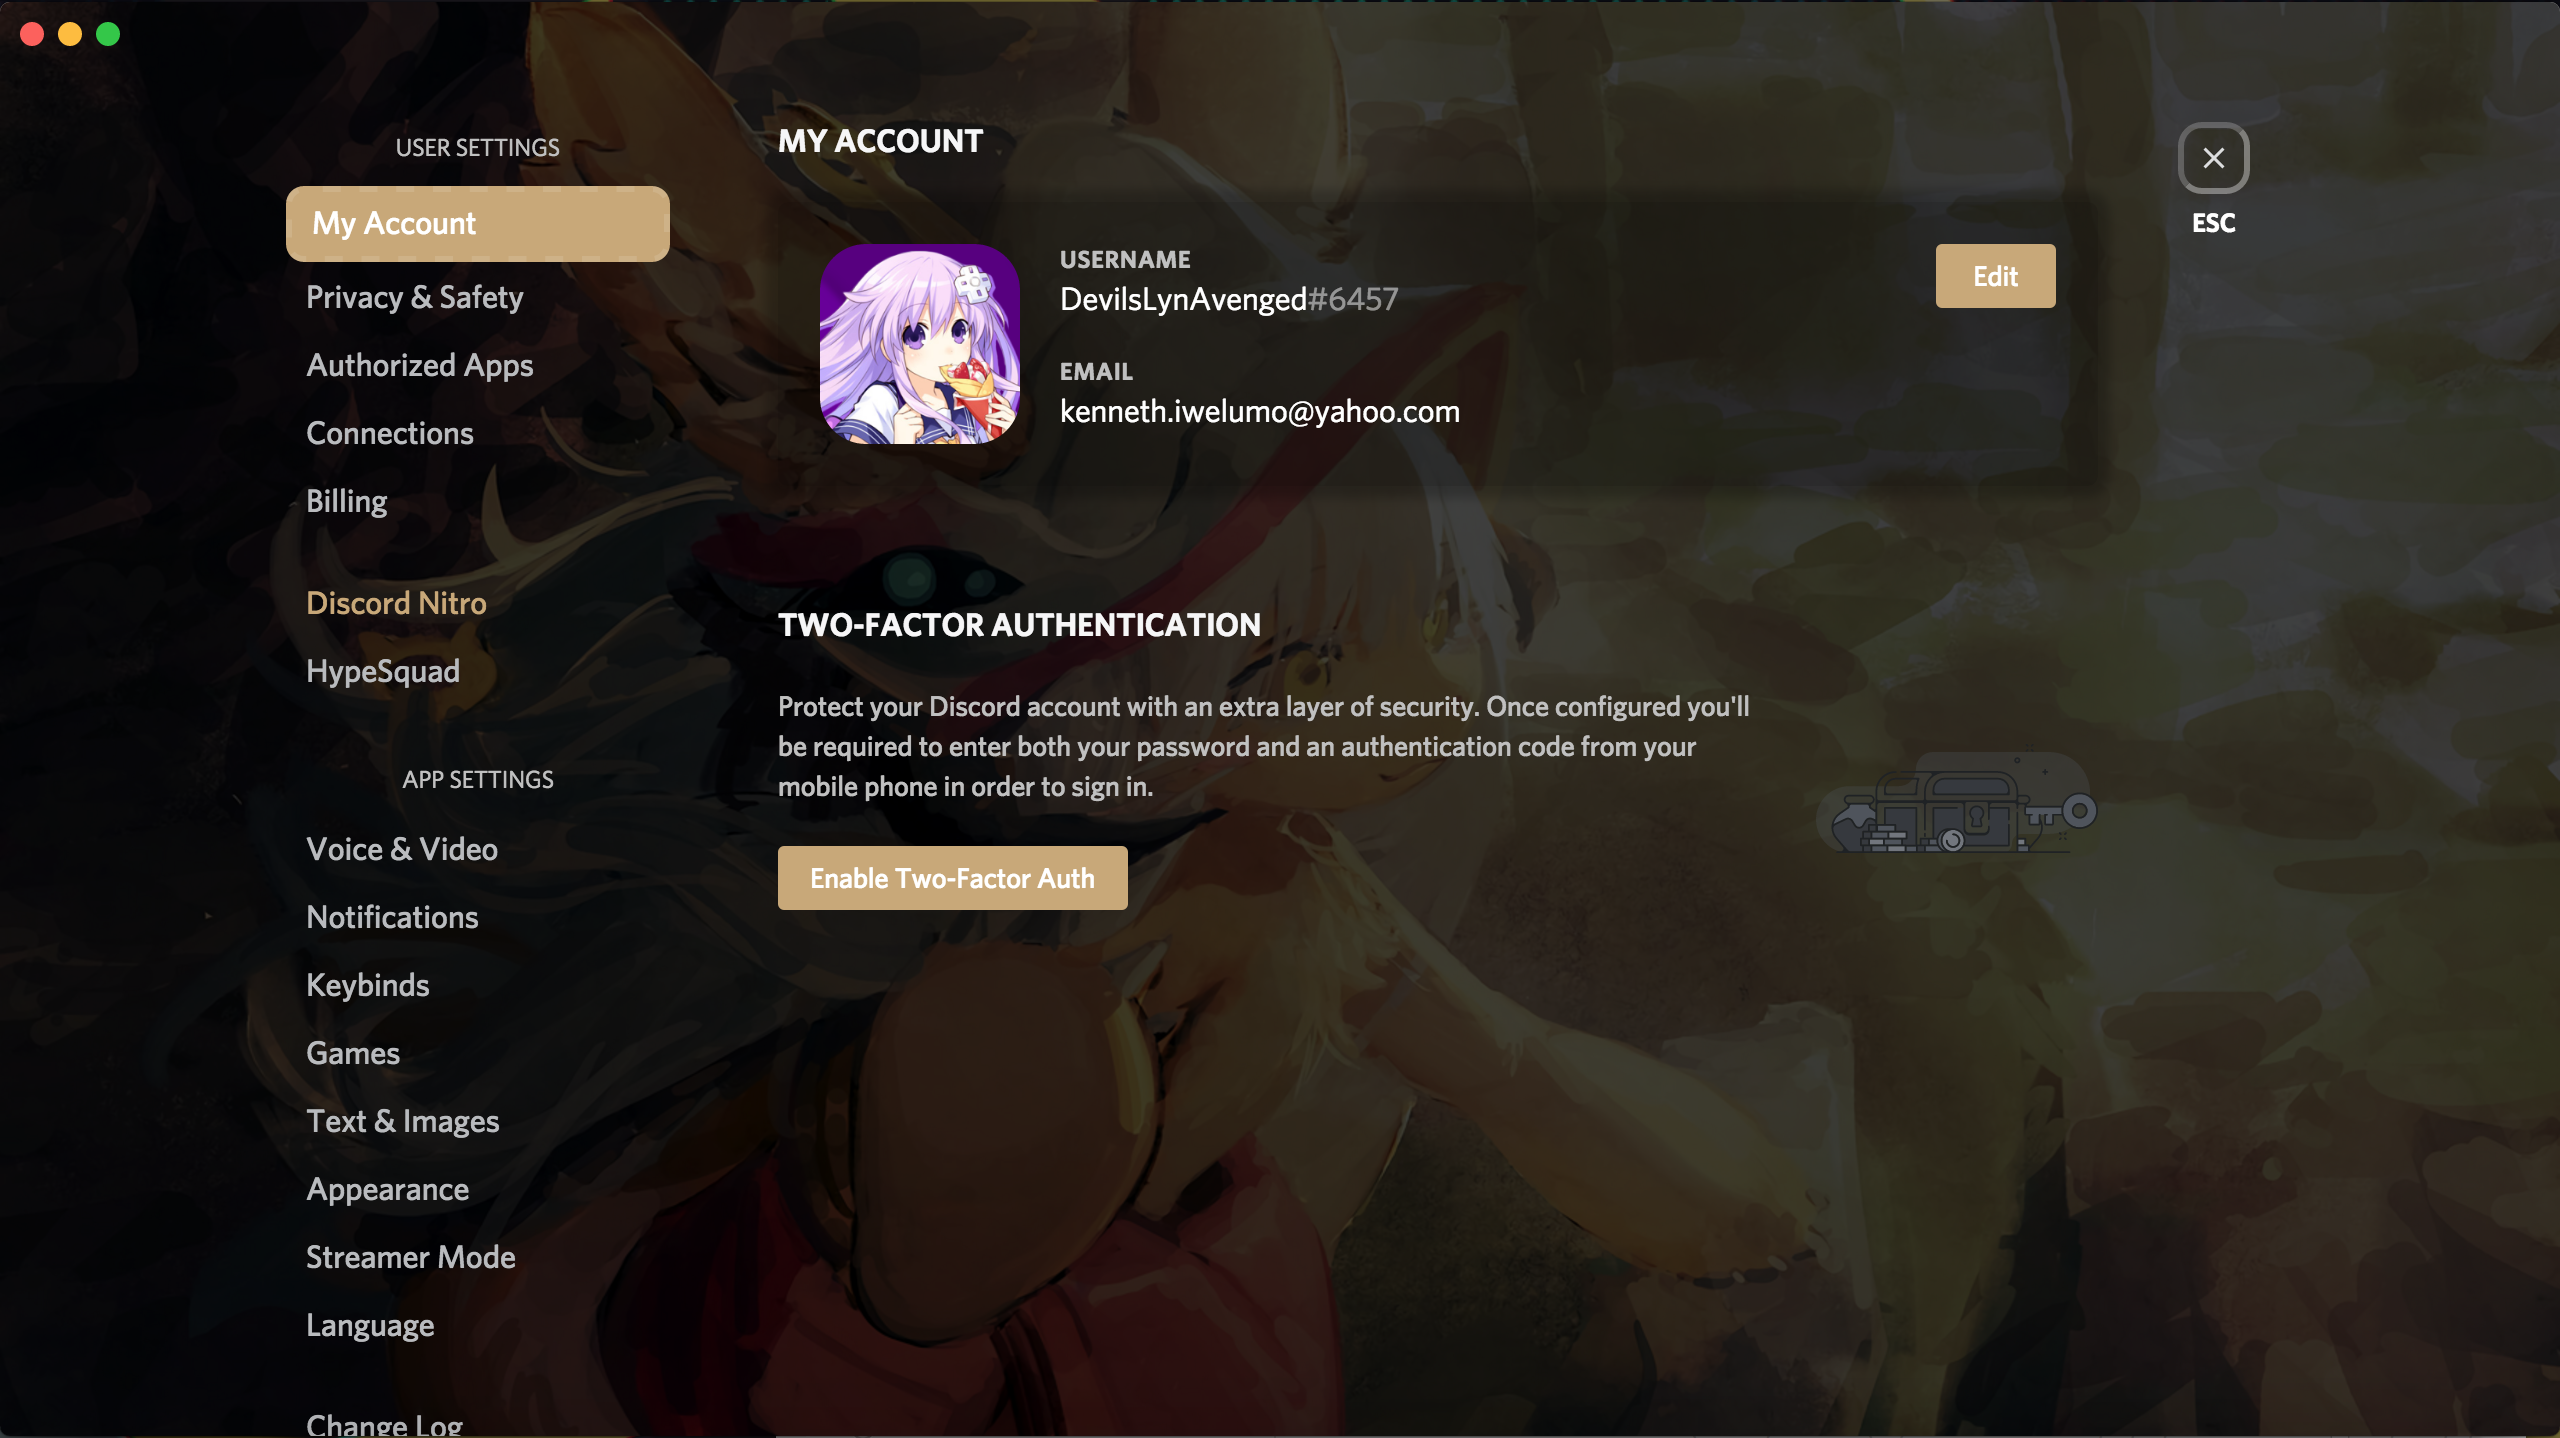 USER SETTINGS
My Account
Privacy & Safety
Authorized Apps
Connections
Billing
Discord Nitro
HypeSquad
APP SETTINGS
Voice & Video
Notifications
Keybinds
Games
Text & Images
Appearance
Streamer Mode
Language
Change Log
MY ACCOUNT
USERNAME
DevilsLynAvenged#6457
Edit
EMAIL
kenneth.iwelumo@yahoo.com
TWO-FACTOR AUTHENTICATION
Protect your Discord account with an extra layer of security. Once configured you'll
be required to enter both your password and an authentication code from your
mobile phone in order to sign in.
Enable Two-Factor Auth
ESC